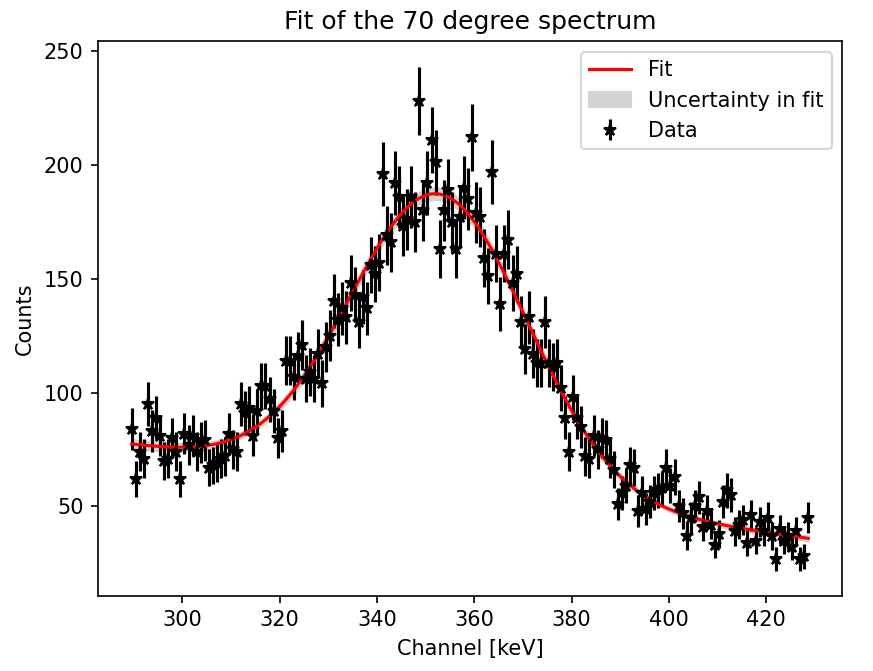 Fit of the 70 degree spectrum
250
200
150
100
50
Counts
Fit
Uncertainty in fit
Data
300 320 340 360 380 400 420
Channel [keV]